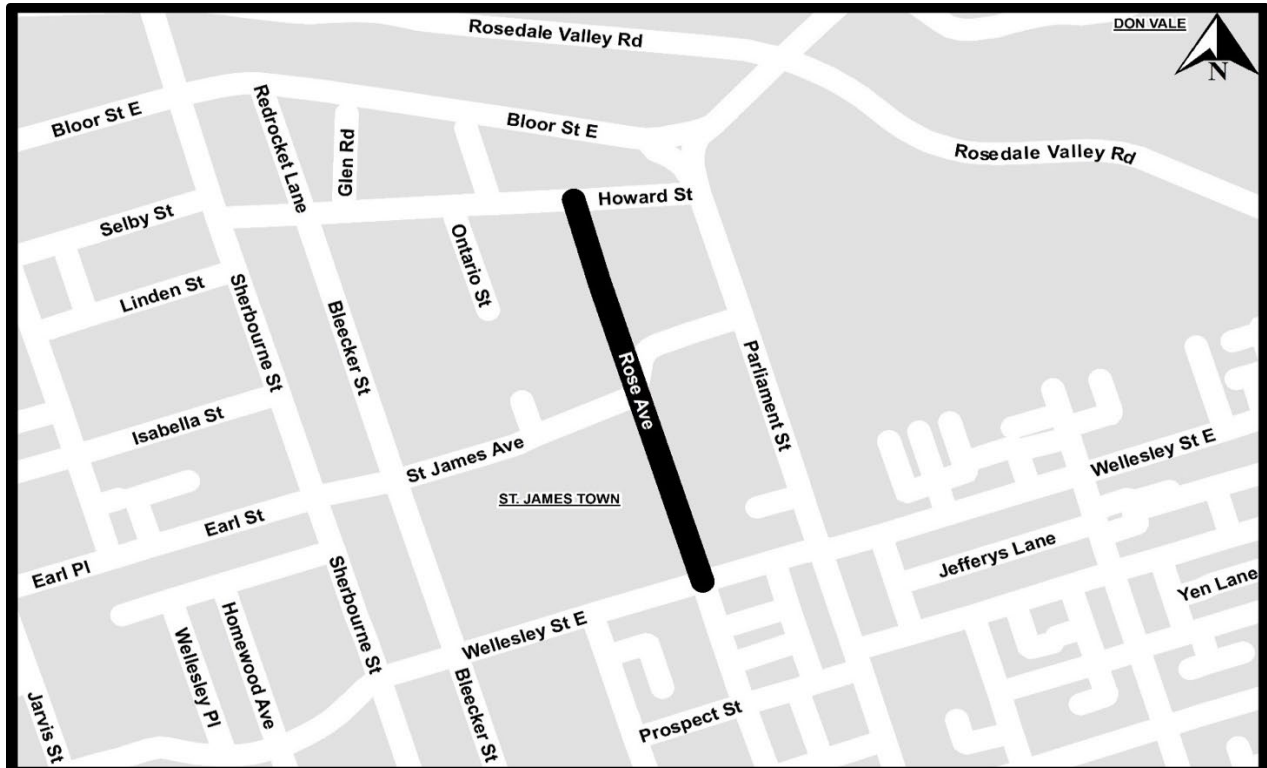 DON VALE
Rosedale Valley Rd
N
Bloor St E
Redrocket Lane
Glen Rd
Bloor St E
Rosedale Valley Rd
Selby St
Howard St
Ontario St
Linden St
Sherbourne St
Bleecker St
Rose Ave
Parliament St
Isabella St
St James Ave
Wellesley St E
ST. JAMES TOWN
Earl St
Earl Pl
Jefferys Lane
Yen Lane
Sherbourne St
Homewood Ave
Wellesley Pl
Wellesley St E
Bleecker St
Prospect St
Jarvis St